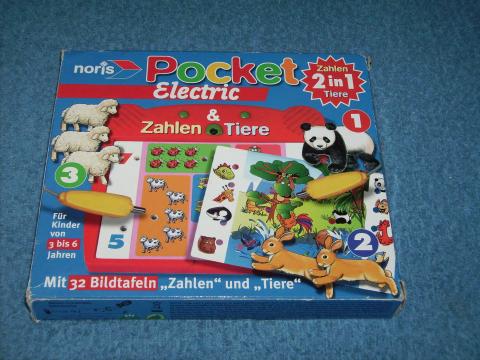 noris
Pocket
Electric
Zahlen
2 in 1
Tiere
&
Zahlen Tiere
1
3
Für
Kinder
von
3 bis 6
Jahren
5
2
Mit 32 Bildtafeln „Zahlen" und „Tiere"